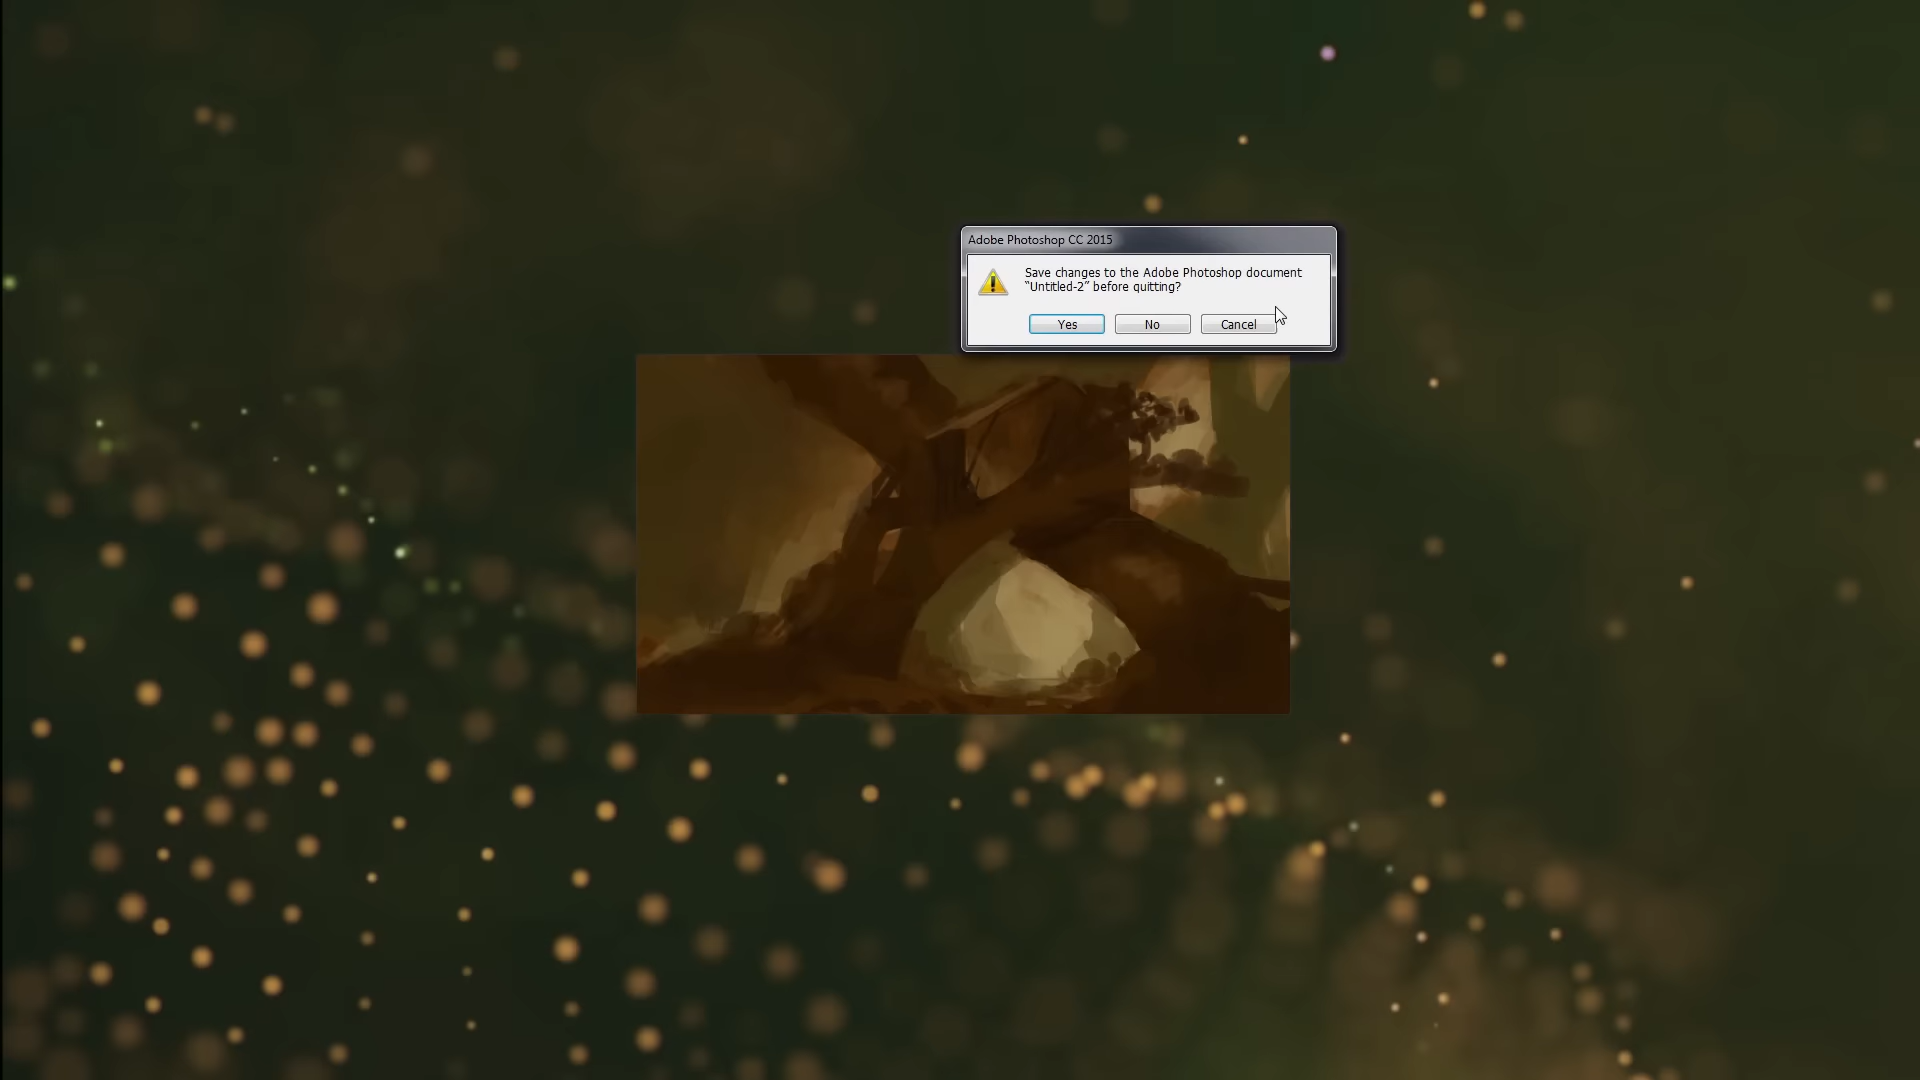 Adobe Photoshop CC 2015
Save changes to the Adobe Photoshop document
“Untitled-2” before quitting?
Yes No Cancel